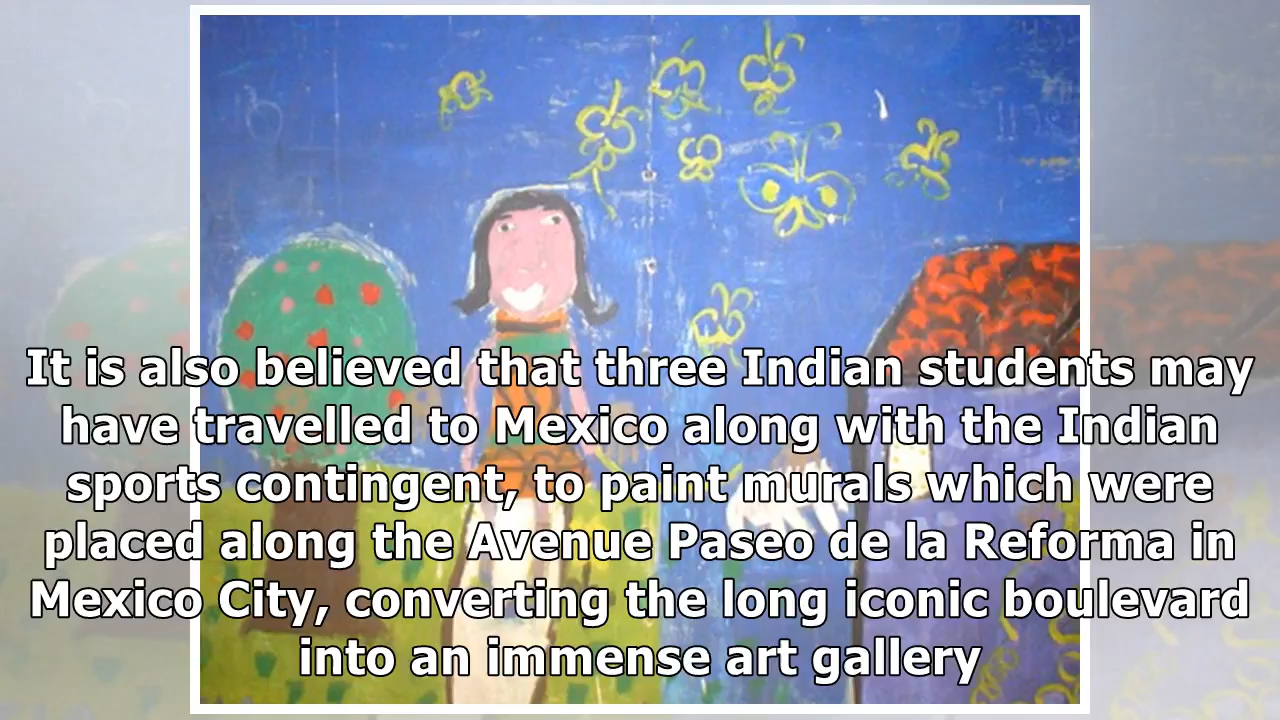 It is also believed that three Indian students may
have travelled to Mexico along with the Indian
sports contingent, to paint murals which were
placed along the Avenue Paseo de la Reforma in
Mexico City, converting the long iconic boulevard
into an immense art gallery